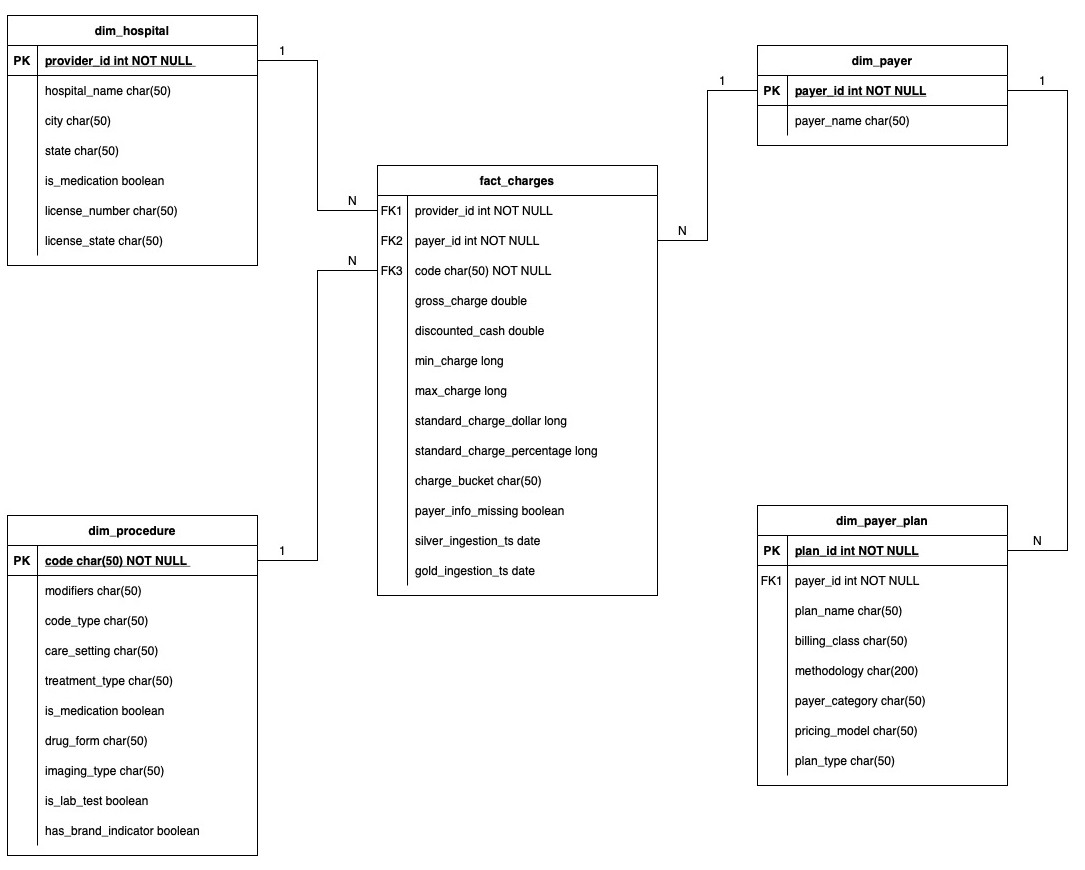 dim_hospital
PK provider_id int NOT NULL
hospital_name char(50)
city char(50)
state char(50)
is_medication boolean
license_number char(50)
license_state char(50)
1
N
dim_payer
PK payer_id int NOT NULL
payer_name char(50)
1
1
N
fact_charges
FK1 provider_id int NOT NULL
FK2 payer_id int NOT NULL
FK3 code char(50) NOT NULL
gross_charge double
discounted_cash double
min_charge long
max_charge long
standard_charge_dollar long
standard_charge_percentage long
charge_bucket char(50)
payer_info_missing boolean
silver_ingestion_ts date
gold_ingestion_ts date
N
1
dim_procedure
PK code char(50) NOT NULL
modifiers char(50)
code_type char(50)
care_setting char(50)
treatment_type char(50)
is_medication boolean
drug_form char(50)
imaging_type char(50)
is_lab_test boolean
has_brand_indicator boolean
dim_payer_plan
PK plan_id int NOT NULL
FK1 payer_id int NOT NULL
plan_name char(50)
billing_class char(50)
methodology char(200)
payer_category char(50)
pricing_model char(50)
plan_type char(50)
N